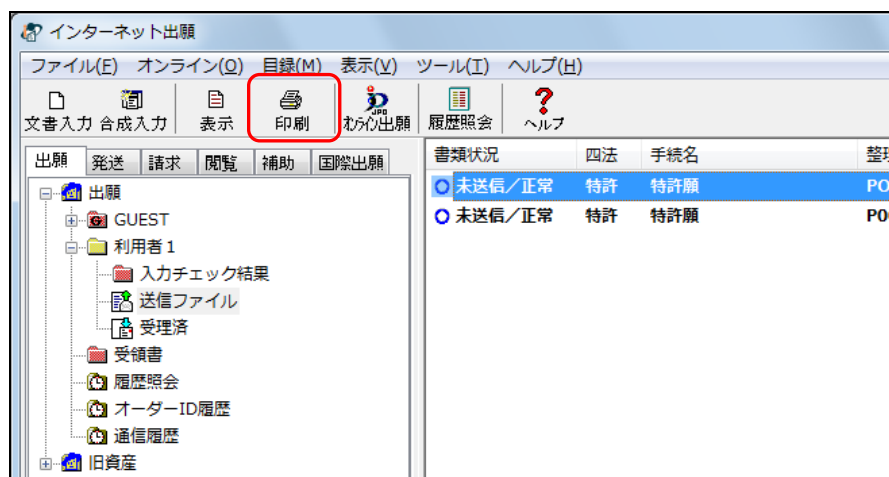 インターネット出願
ファイル(F) オンライン(O) 目録(M) 表示(V) ツール(T) ヘルプ(H)
文書入力 合成入力 表示 印刷 オンライン出願 履歴照会 ヘルプ
出願 発送 請求 閲覧 補助 国際出願
書類状況 四法 手続名
出願
未送信/正常 特許 特許願 PO
GUEST
未送信/正常 特許 特許願 P0
利用者1
入力チェック結果
送信ファイル
受理済
受領書
履歴照会
オーダーID履歴
通信履歴
旧資産